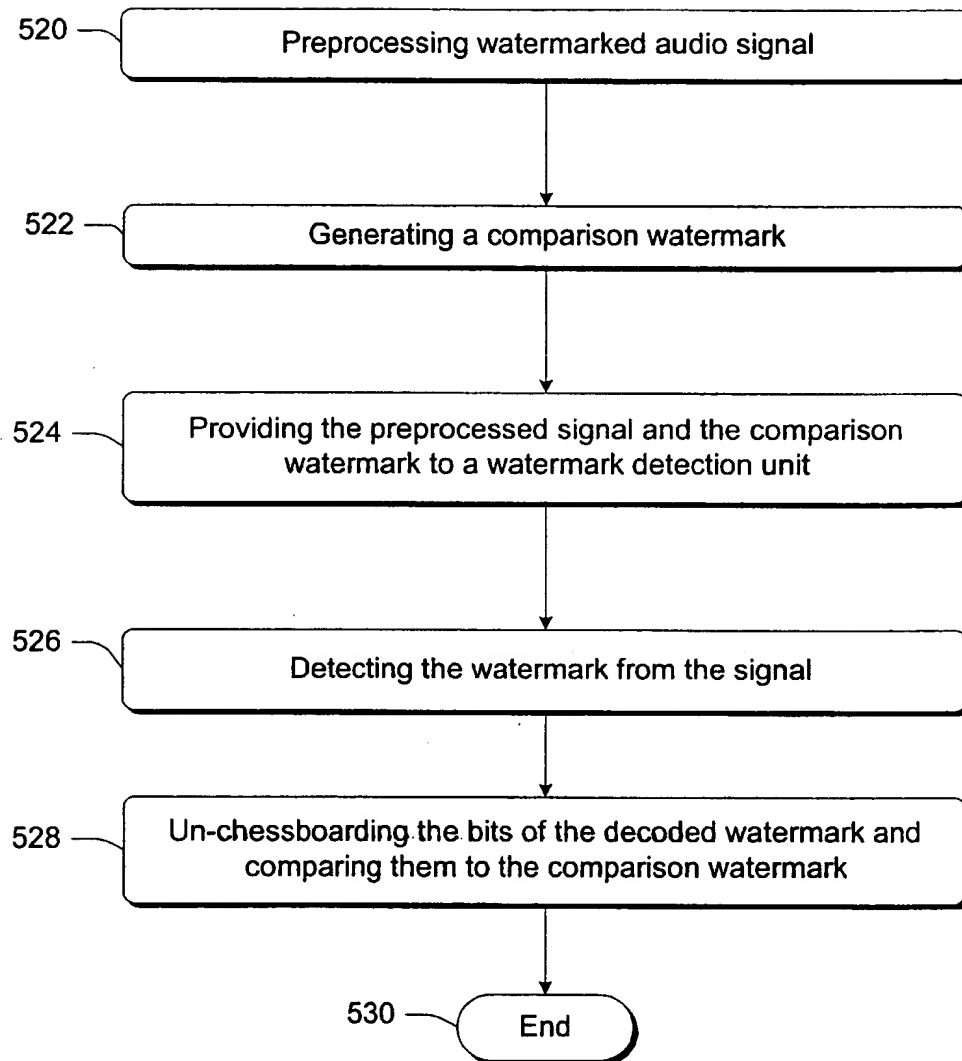 520
Preprocessing watermarked audio signal
522
Generating a comparison watermark
524
Providing the preprocessed signal and the comparison
watermark to a watermark detection unit
526
Detecting the watermark from the signal
528
Un-chessboarding the bits of the decoded watermark and
comparing them to the comparison watermark
530
End